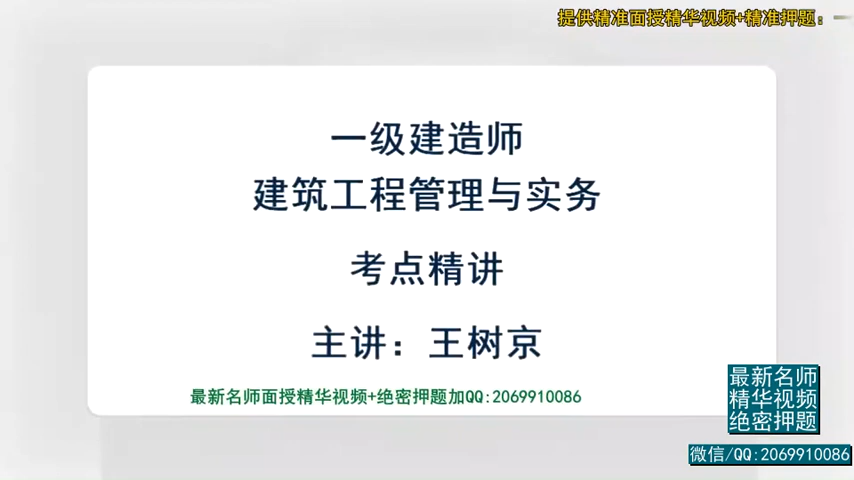 提供精准面授精华视频+精准押题：
一级建造师
建筑工程管理与实务
考点精讲
主讲：王树京
最新名师面授精华视频+绝密押题加QQ:2069910086
最新名师
精华视频
绝密押题
微信/QQ:2069910086